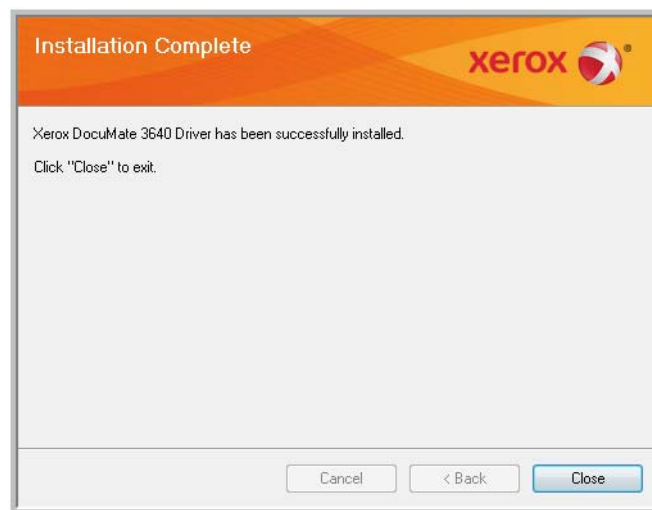 Installation Complete
xerox
Xerox DocuMate 3640 Driver has been successfully installed.
Click "Close" to exit.
Cancel
< Back
Close